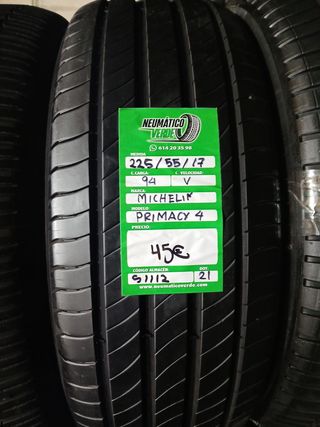 NEUMÁTICO
VERDE
614 20 35 98
MEDIDA:
225/55/17
C. CARGA: C. VELOCIDAD:
94 V
MARCA:
MICHELIN
MODELO:
PRIMACY 4
PRECIO:
45€
CÓDIGO ALMACEN: DOT:
S1112 21
www.neumaticoverde.com